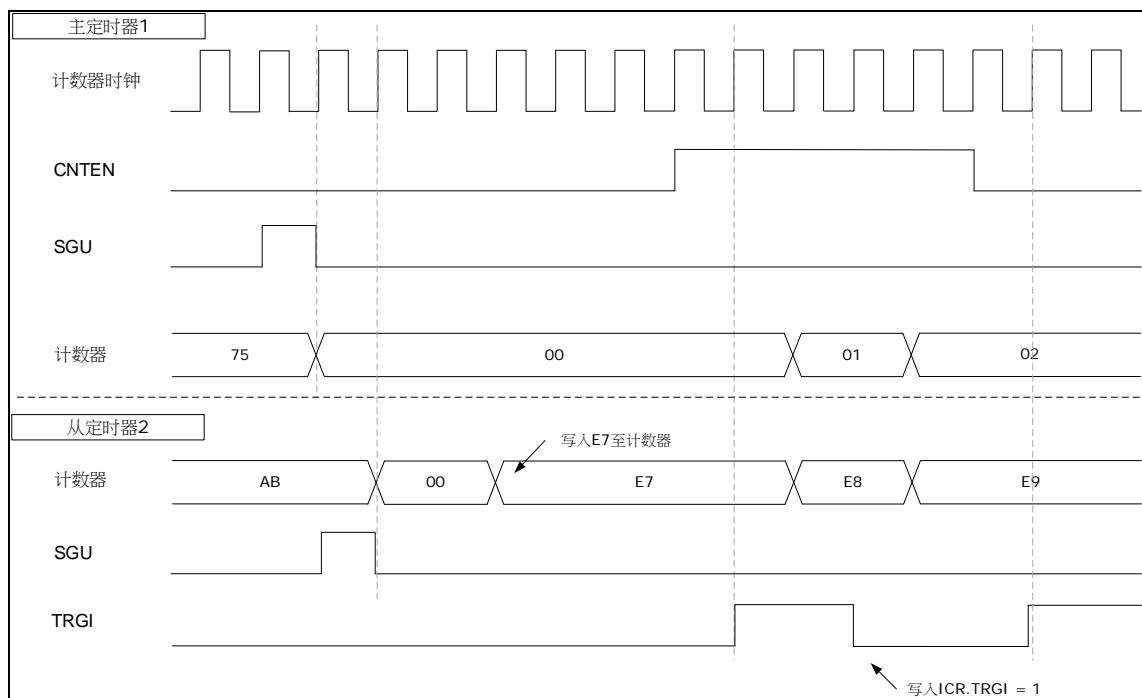 主定时器1
计数器时钟
CNTEN
SGU
计数器 75 00 01 02
从定时器2
写入E7至计数器
计数器 AB 00 E7 E8 E9
SGU
TRGI
写入ICR.TRGI = 1